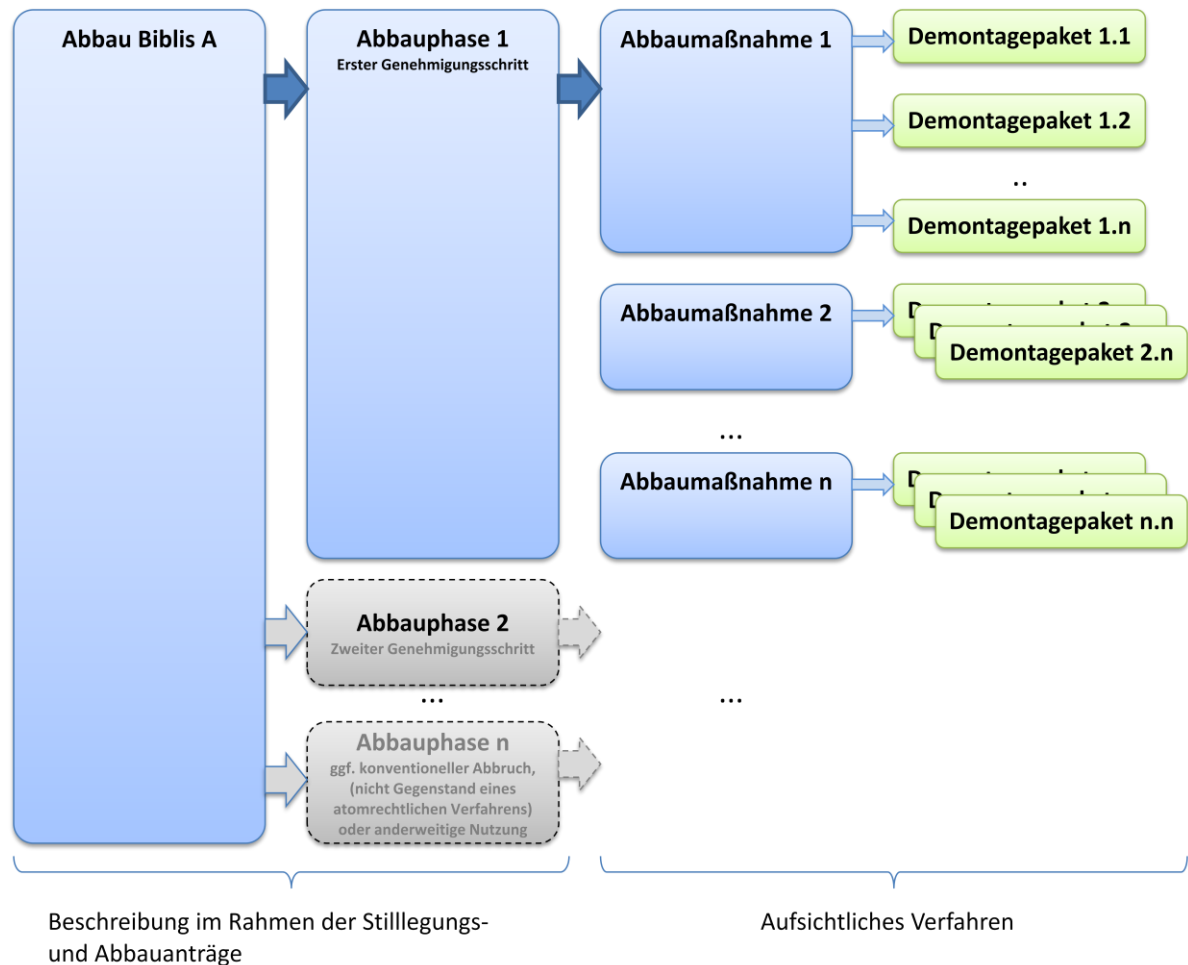 Abbau Biblis A
Abbauphase 1
Erster Genehmigungsschritt
Abbaumaßnahme 1
Demontagepaket 1.1
Demontagepaket 1.2
..
Demontagepaket 1.n
Abbaumaßnahme 2
Demontagepaket 2.n
...
Abbaumaßnahme n
Demontagepaket n.n
Abbauphase 2
Zweiter Genehmigungsschritt
...
...
Abbauphase n
ggf. konventioneller Abbruch,
(nicht Gegenstand eines
atomrechtlichen Verfahrens)
oder anderweitige Nutzung
Beschreibung im Rahmen der Stilllegungs-
und Abbauanträge
Aufsichtliches Verfahren